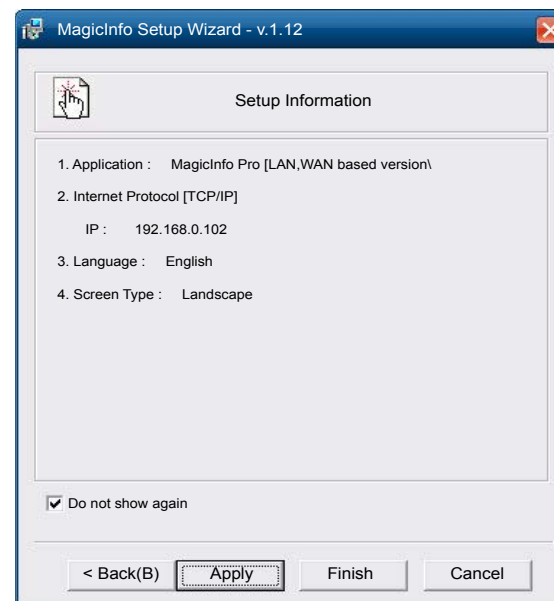 MagicInfo Setup Wizard - v.1.12
Setup Information
1. Application : MagicInfo Pro [LAN,WAN based version\
2. Internet Protocol [TCP/IP]
IP : 192.168.0.102
3. Language : English
4. Screen Type : Landscape
Do not show again
< Back(B) Apply Finish Cancel